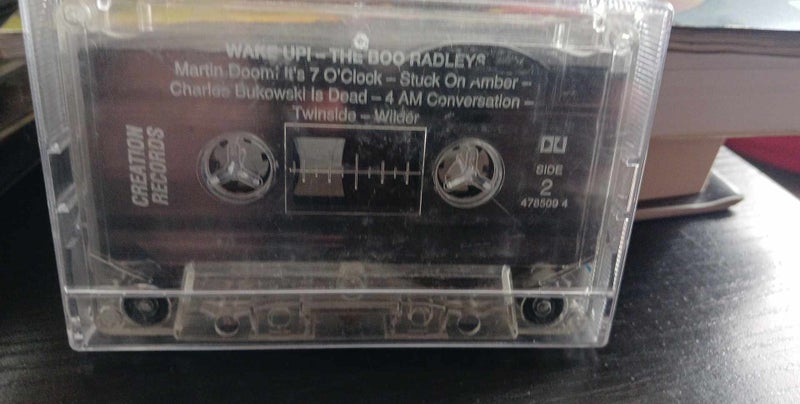 WAKE UP! – THE BOO RADLEYS
Martin Doom! It's 7 O'Clock – Stuck On Amber –
Charles Bukowski Is Dead – 4 AM Conversation –
Twinside – Wilder
CREATION
RECORDS
SIDE
2
478509 4